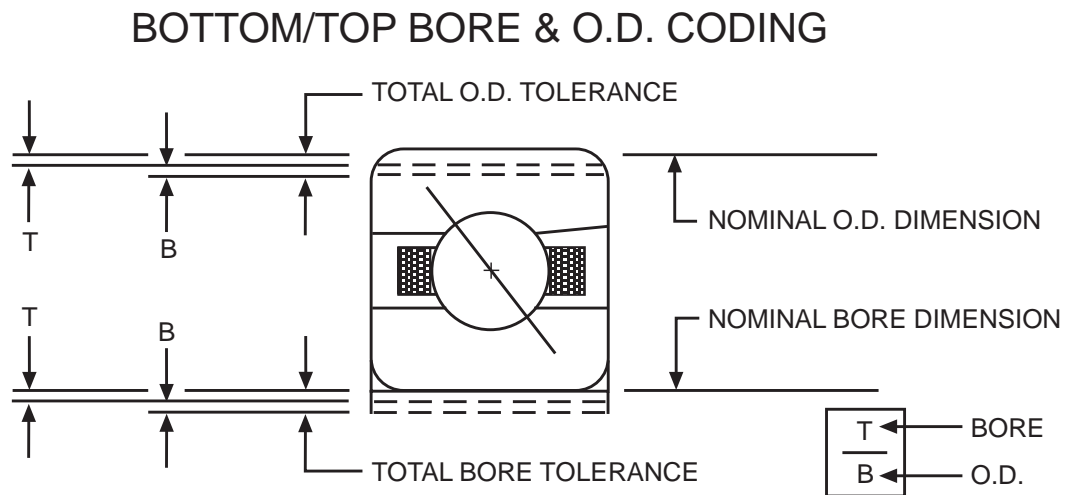 BOTTOM/TOP BORE & O.D. CODING
TOTAL O.D. TOLERANCE
NOMINAL O.D. DIMENSION
T
B
T
B
NOMINAL BORE DIMENSION
TOTAL BORE TOLERANCE
T
BORE
B
O.D.